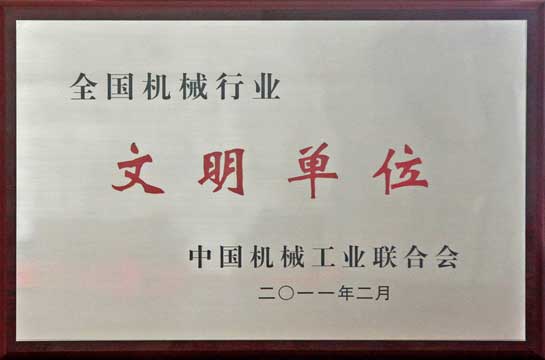 全国机械行业
文明单位
中国机械工业联合会
二〇一一年二月